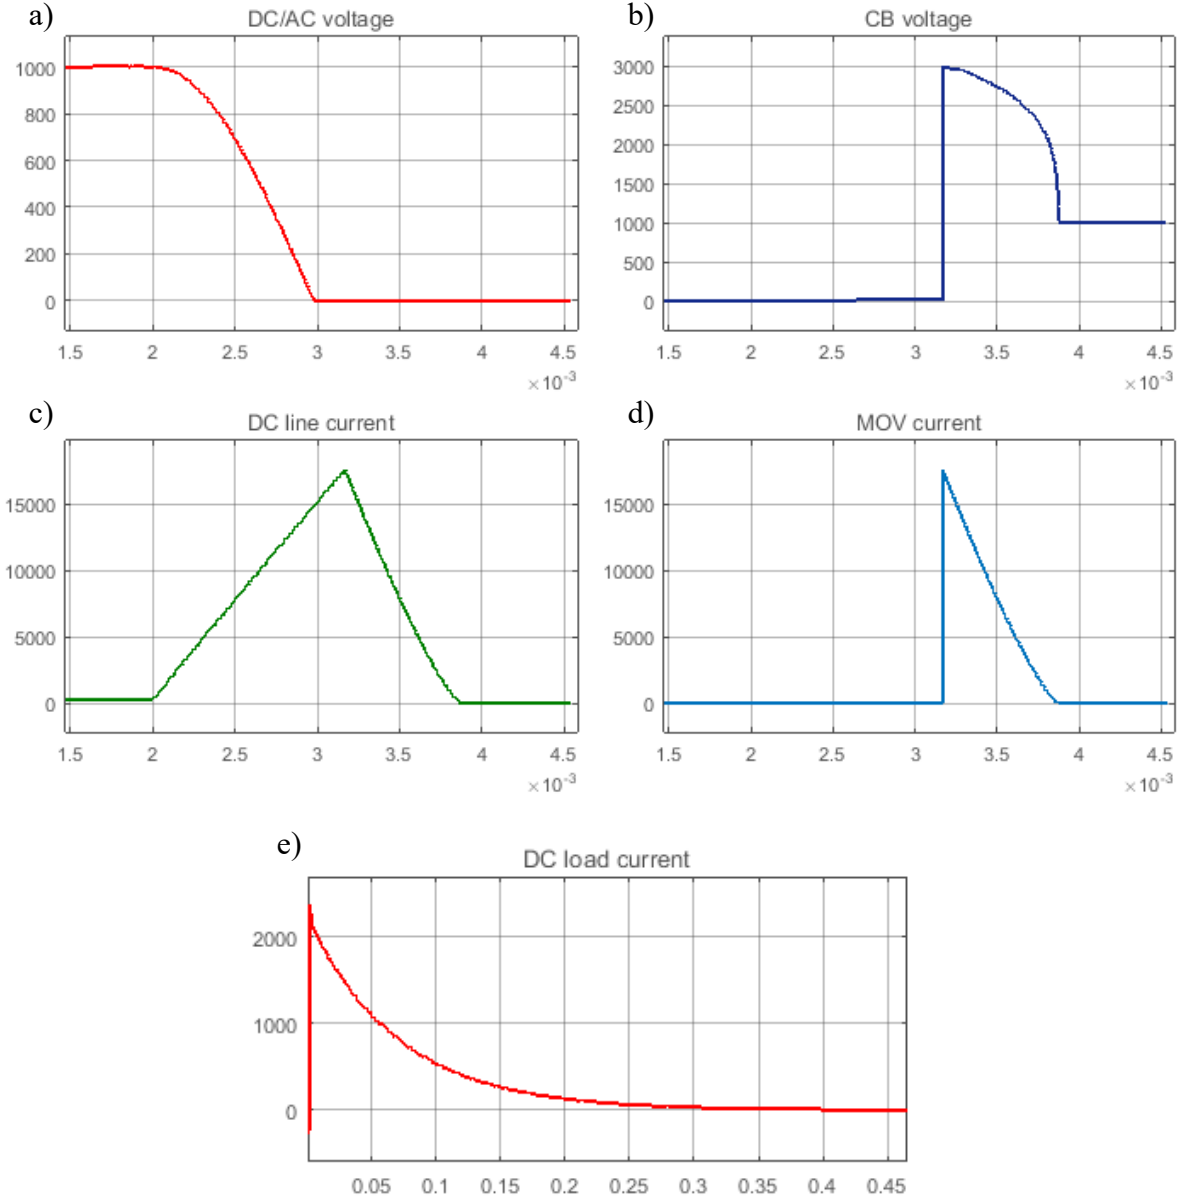 a)
DC/AC voltage
1000
800
600
400
200
0
1.5 2 2.5 3 3.5 4 4.5
×10-3
b)
CB voltage
3000
2500
2000
1500
1000
500
0
1.5 2 2.5 3 3.5 4 4.5
×10-3
c)
DC line current
15000
10000
5000
0
1.5 2 2.5 3 3.5 4 4.5
×10-3
d)
MOV current
15000
10000
5000
0
1.5 2 2.5 3 3.5 4 4.5
×10-3
e)
DC load current
2000
1000
0
0.05 0.1 0.15 0.2 0.25 0.3 0.35 0.4 0.45